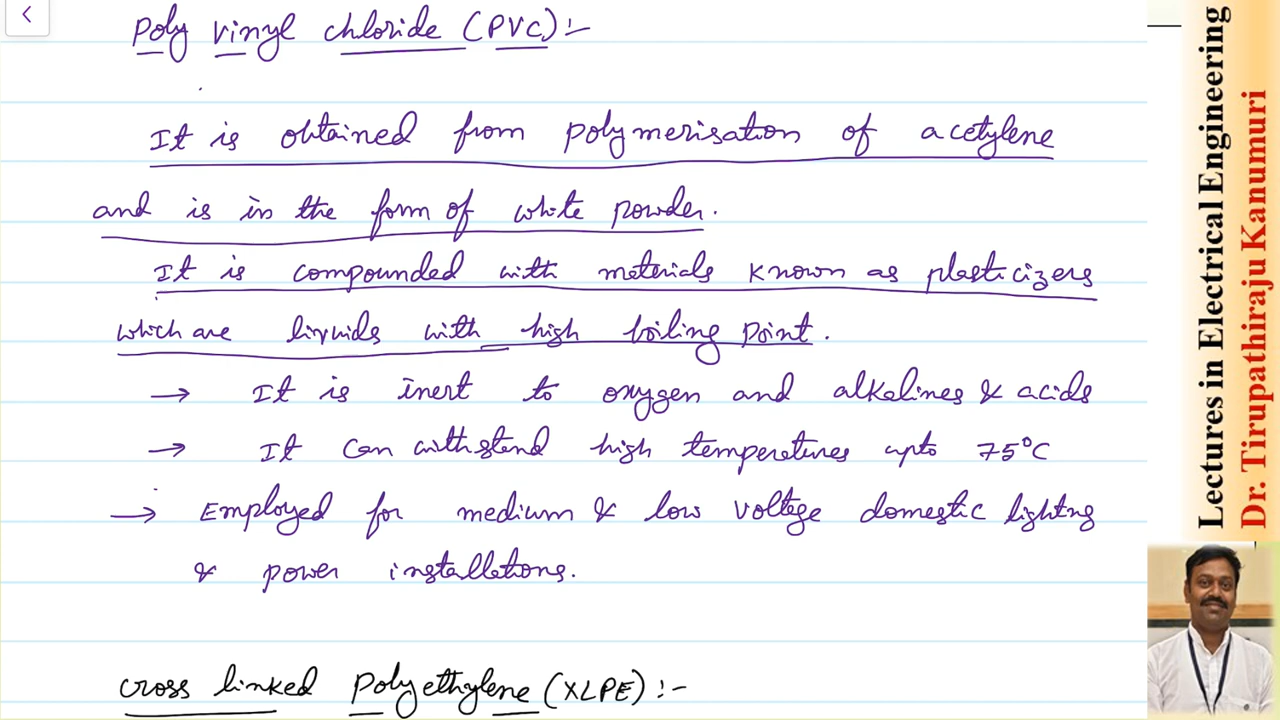 Poly vinyl chloride (PVC):-
It is obtained from polymerisation of acetylene
and is in the form of white powder.
It is compounded with materials known as plasticizers
which are liquids with high boiling point.
→ It is inert to oxygen and alkalines & acids
→ It can withstand high temperatures upto 75°C
→ Employed for medium & low voltage domestic lighting
& power installations.
cross linked polyethylene (XLPE):-
Lectures in Electrical Engineering
Dr. Tirupathiraju Kanumuri